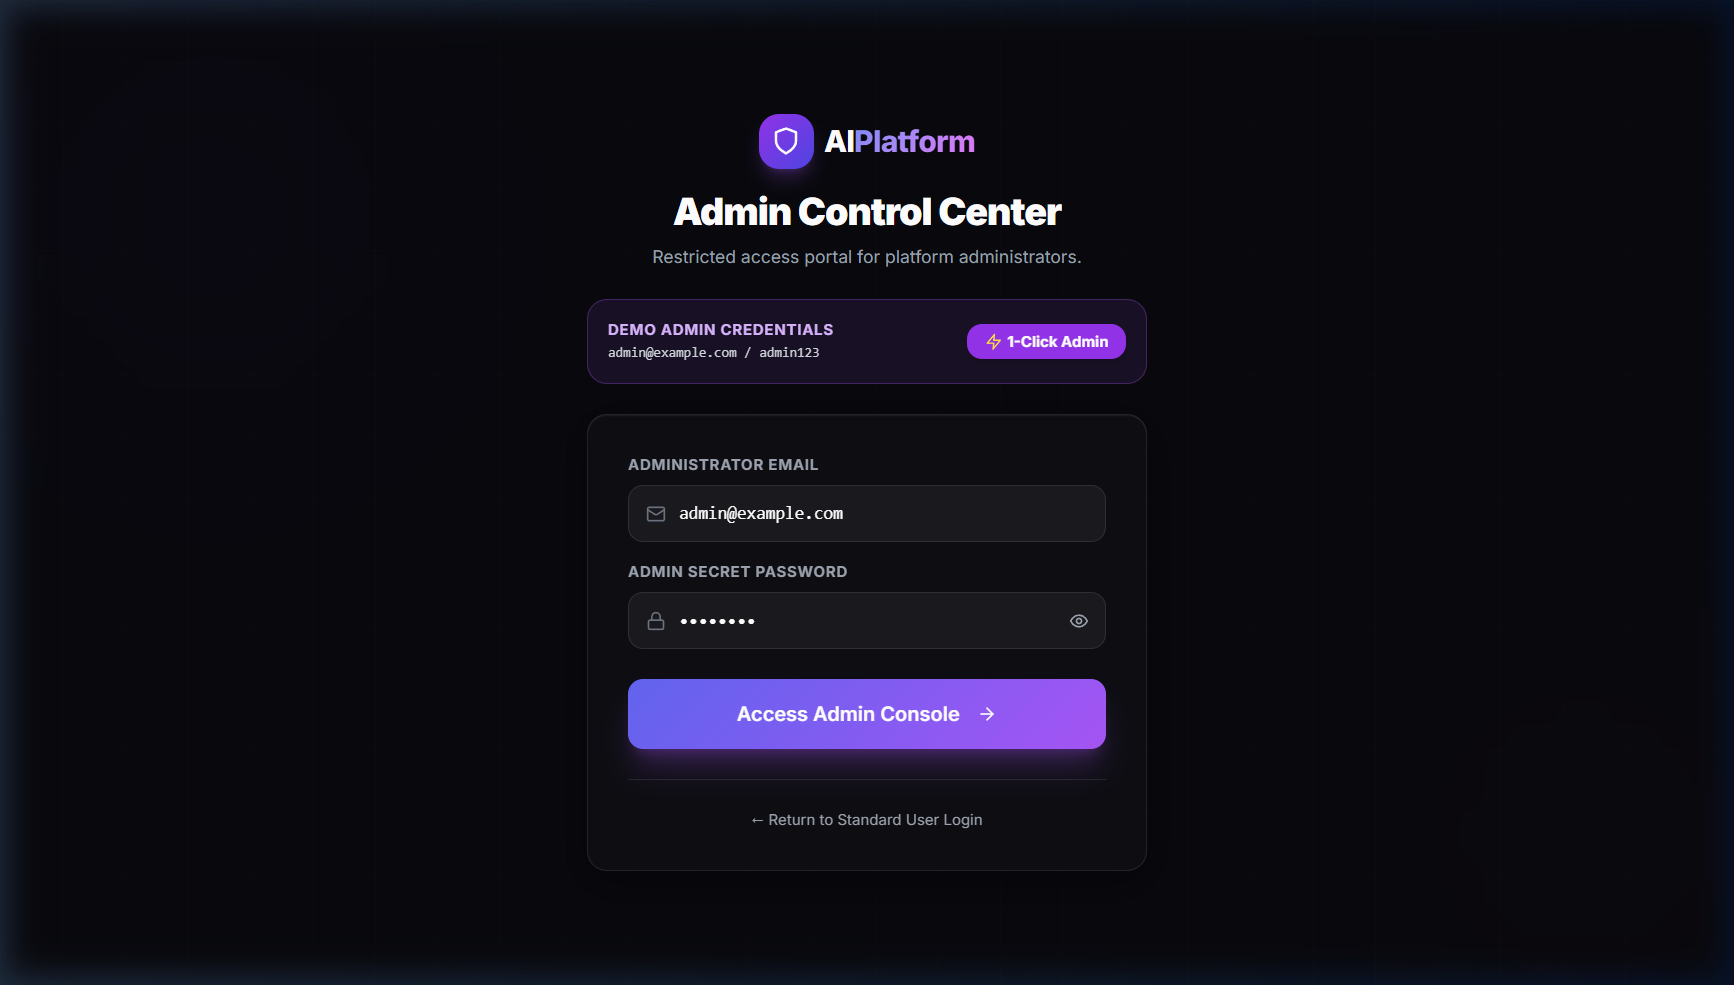 AIPlatform
Admin Control Center
Restricted access portal for platform administrators.
DEMO ADMIN CREDENTIALS
admin@example.com / admin123
1-Click Admin
ADMINISTRATOR EMAIL
admin@example.com
ADMIN SECRET PASSWORD
••••••••
Access Admin Console →
← Return to Standard User Login